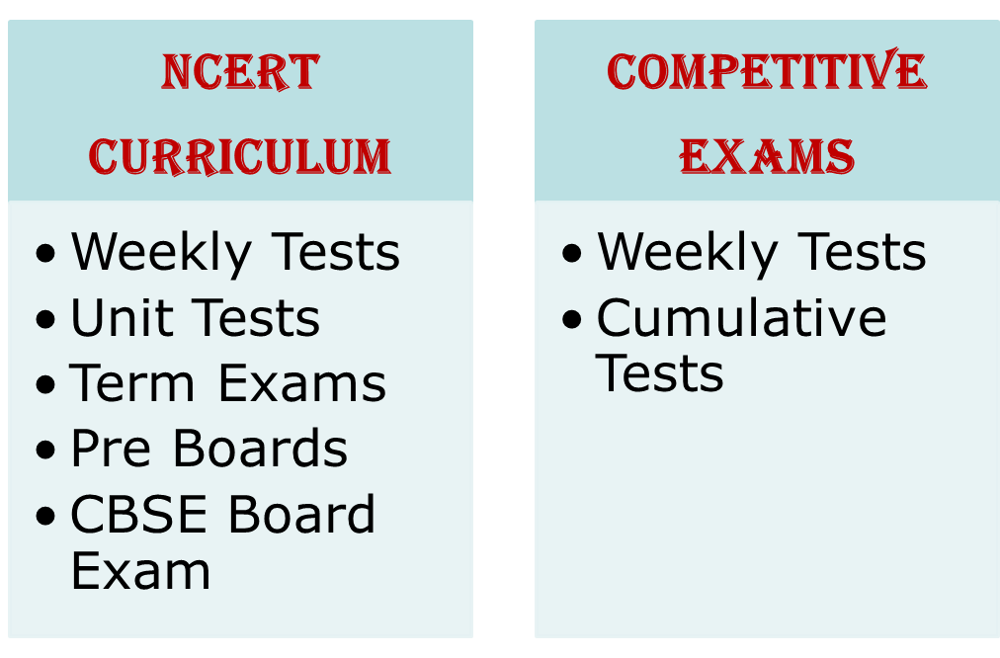 NCERT
CURRICULUM
• Weekly Tests
• Unit Tests
• Term Exams
• Pre Boards
• CBSE Board
Exam
COMPETITIVE
EXAMS
• Weekly Tests
• Cumulative
Tests